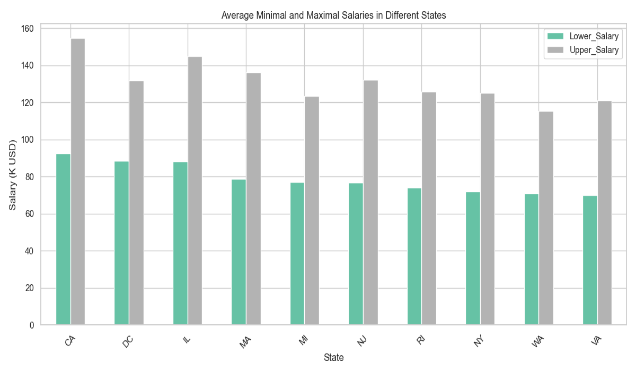 Average Minimal and Maximal Salaries in Different States
Lower_Salary
Upper_Salary
160
140
120
100
80
60
40
20
0
Salary (K USD)
CA DC IL MA MI NJ RI NY WA VA
State